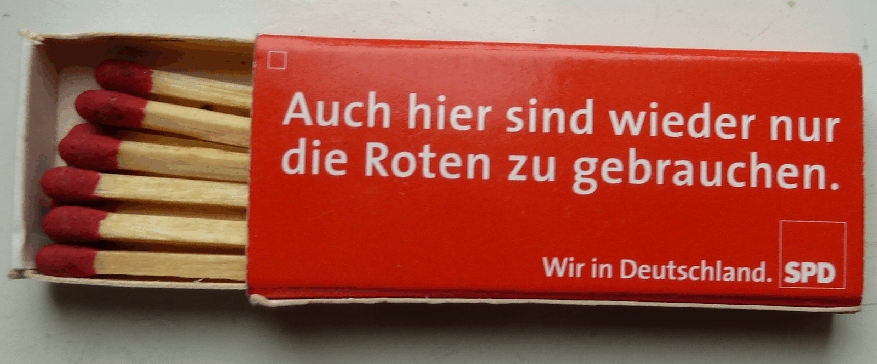 Auch hier sind wieder nur
die Roten zu gebrauchen.
Wir in Deutschland. SPD